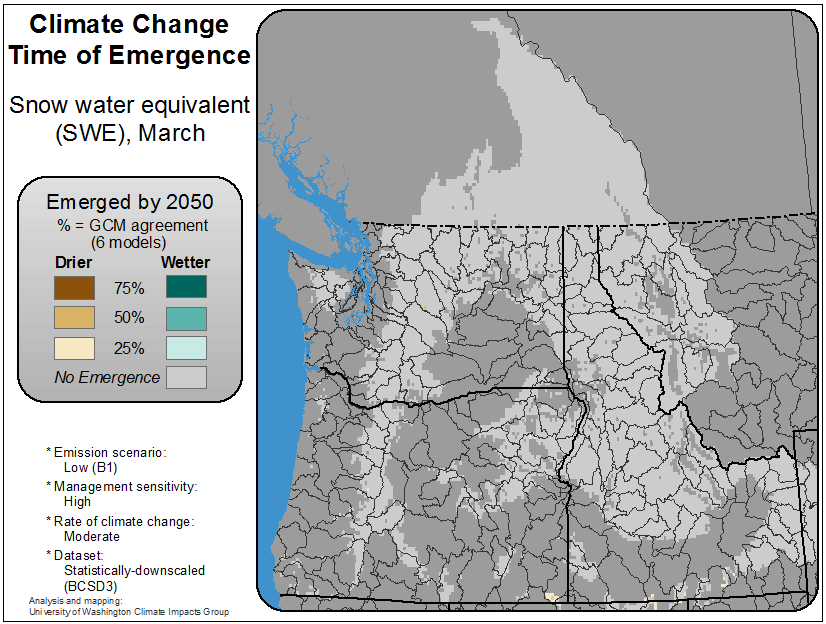 Climate Change
Time of Emergence
Snow water equivalent
(SWE), March
Emerged by 2050
% = GCM agreement
(6 models)
Drier Wetter
75%
50%
25%
No Emergence
* Emission scenario:
Low (B1)
* Management sensitivity:
High
* Rate of climate change:
Moderate
* Dataset:
Statistically-downscaled
(BCSD3)
Analysis and mapping:
University of Washington Climate Impacts Group